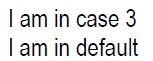 I am in case 3
I am in default